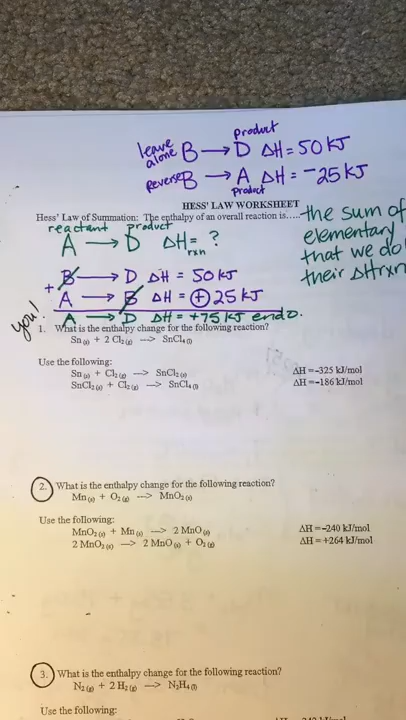 product
leave alone B → D ΔH = 50 KJ
Reverse B → A ΔH = -25 KJ
Product
HESS' LAW WORKSHEET
Hess' Law of Summation: The enthalpy of an overall reaction is.... the sum of
elementary
that we do
their ΔHrxn
reactant product
A → D ΔHrxn = ?
+ B → D ΔH = 50 KJ
A → B ΔH = + 25 KJ
A → D ΔH = +75 KJ endo.
you!
1. What is the enthalpy change for the following reaction?
Sn (s) + 2 Cl2 (g) ---> SnCl4 (l)
Use the following:
Sn (s) + Cl2 (g) ---> SnCl2 (s) ΔH = -325 kJ/mol
SnCl2 (s) + Cl2 (g) ---> SnCl4 (l) ΔH = -186 kJ/mol
2. What is the enthalpy change for the following reaction?
Mn (s) + O2 (g) ---> MnO2 (s)
Use the following:
MnO2 (s) + Mn (s) ---> 2 MnO (s) ΔH = -240 kJ/mol
2 MnO2 (s) ---> 2 MnO (s) + O2 (g) ΔH = +264 kJ/mol
3. What is the enthalpy change for the following reaction?
N2 (g) + 2 H2 (g) ---> N2H4 (l)
Use the following: